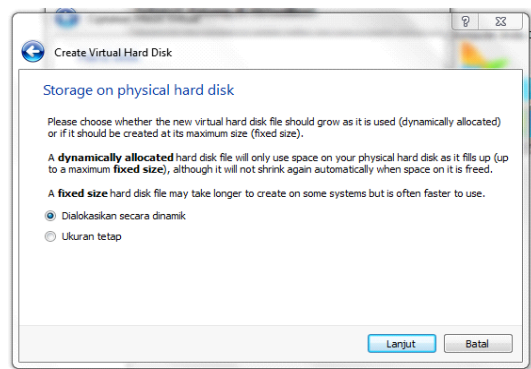 Create Virtual Hard Disk
Storage on physical hard disk
Please choose whether the new virtual hard disk file should grow as it is used (dynamically allocated)
or if it should be created at its maximum size (fixed size).
A dynamically allocated hard disk file will only use space on your physical hard disk as it fills up (up
to a maximum fixed size), although it will not shrink again automatically when space on it is freed.
A fixed size hard disk file may take longer to create on some systems but is often faster to use.
Dialokasikan secara dinamik
Ukuran tetap
Lanjut
Batal